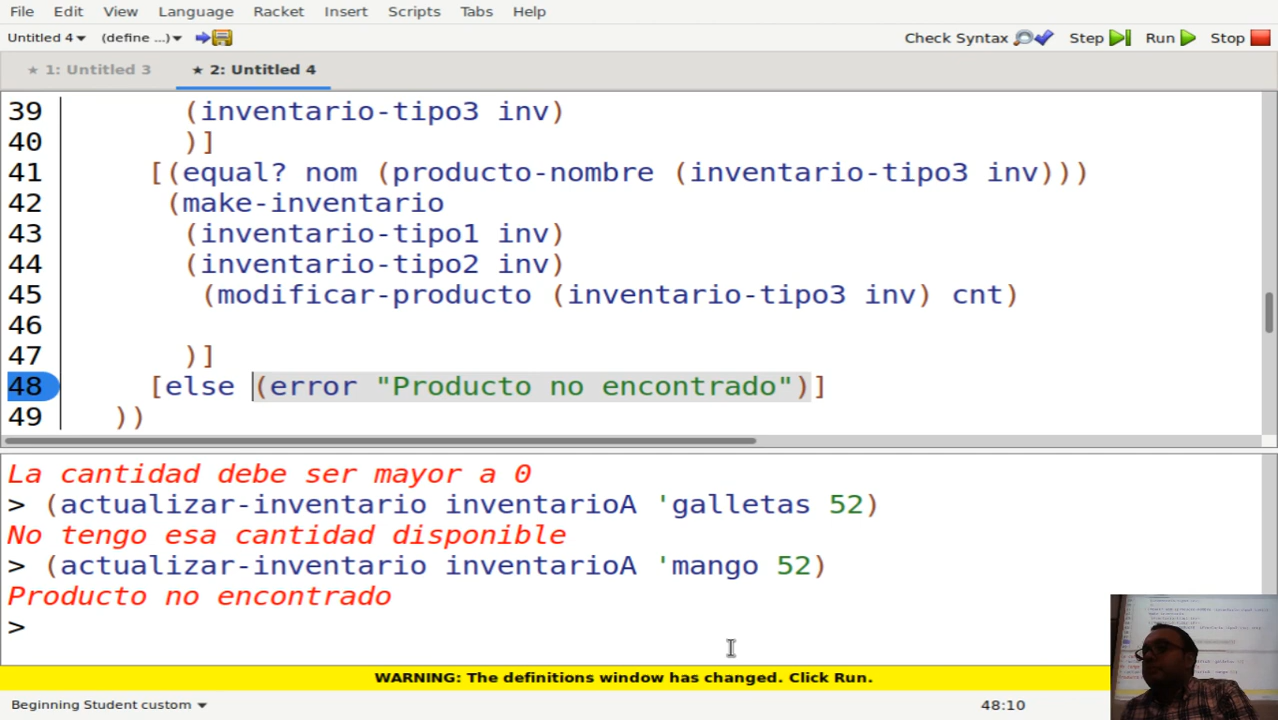 File Edit View Language Racket Insert Scripts Tabs Help
Untitled 4 (define ...) Check Syntax Step Run Stop
1: Untitled 3 2: Untitled 4
39 (inventario-tipo3 inv)
40 )]
41 [(equal? nom (producto-nombre (inventario-tipo3 inv)))
42 (make-inventario
43 (inventario-tipo1 inv)
44 (inventario-tipo2 inv)
45 (modificar-producto (inventario-tipo3 inv) cnt)
46
47 )]
48 [else (error "Producto no encontrado")]
49 ))
La cantidad debe ser mayor a 0
> (actualizar-inventario inventarioA 'galletas 52)
No tengo esa cantidad disponible
> (actualizar-inventario inventarioA 'mango 52)
Producto no encontrado
>
WARNING: The definitions window has changed. Click Run.
Beginning Student custom 48:10